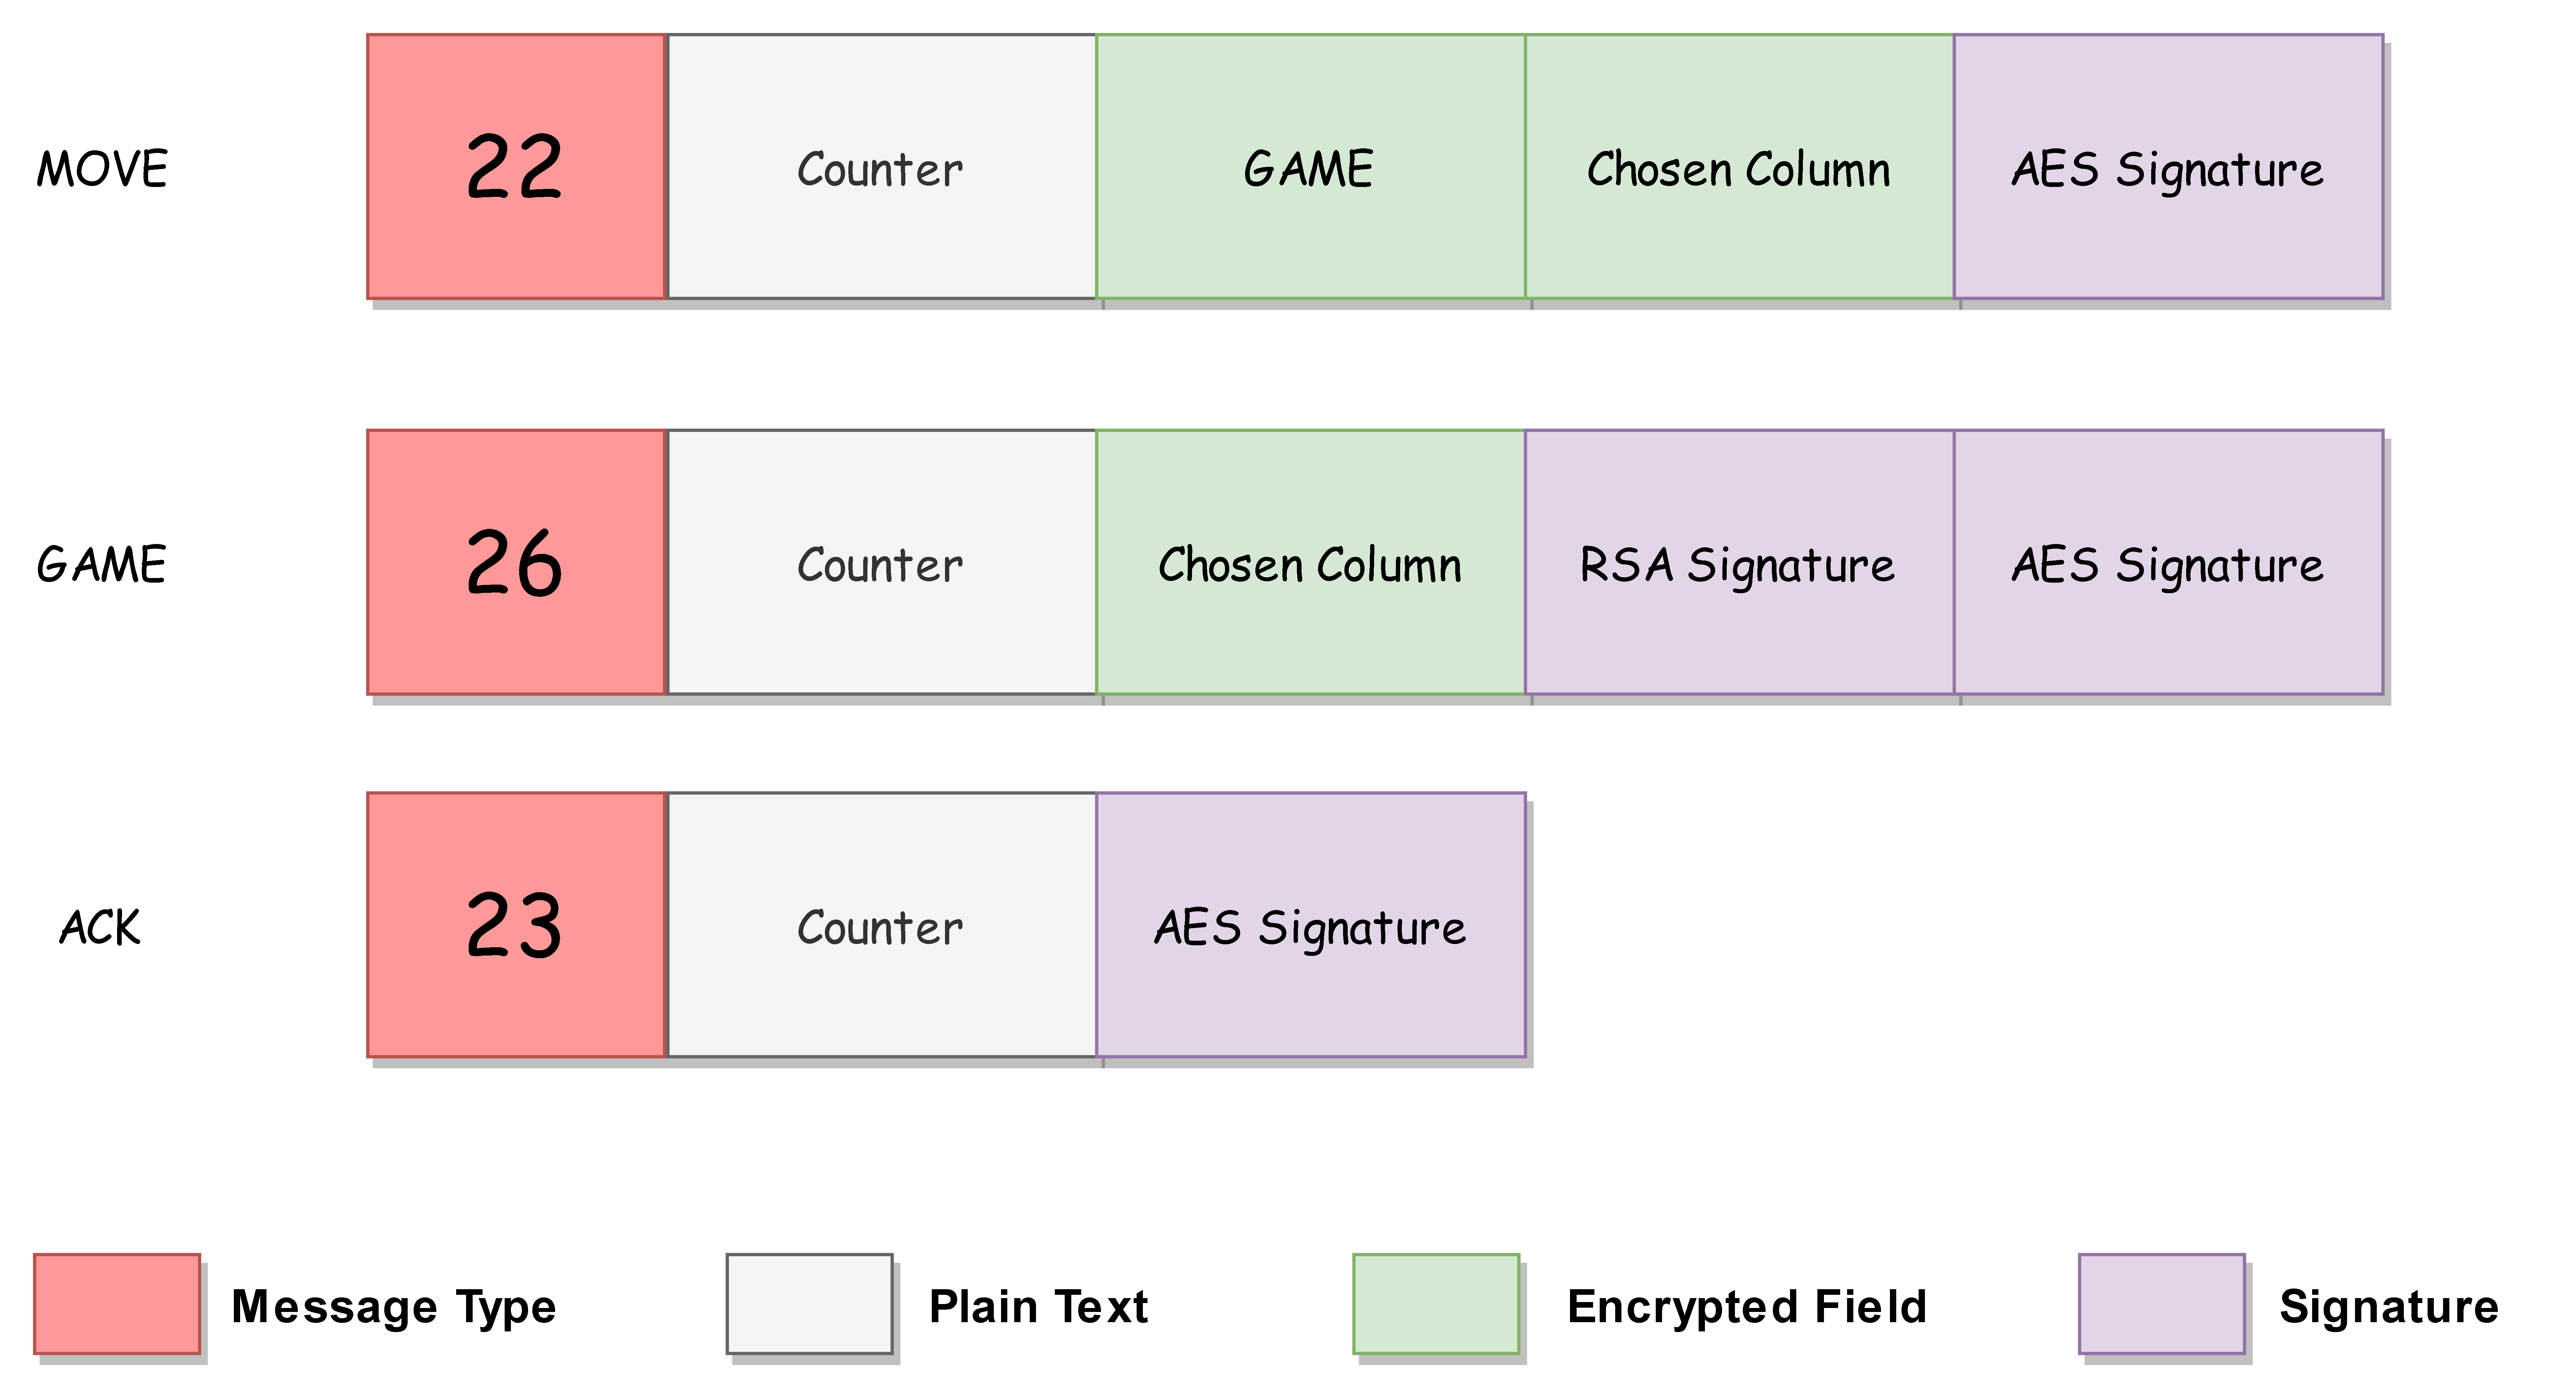 MOVE 22 Counter GAME Chosen Column AES Signature
GAME 26 Counter Chosen Column RSA Signature AES Signature
ACK 23 Counter AES Signature
Message Type Plain Text Encrypted Field Signature